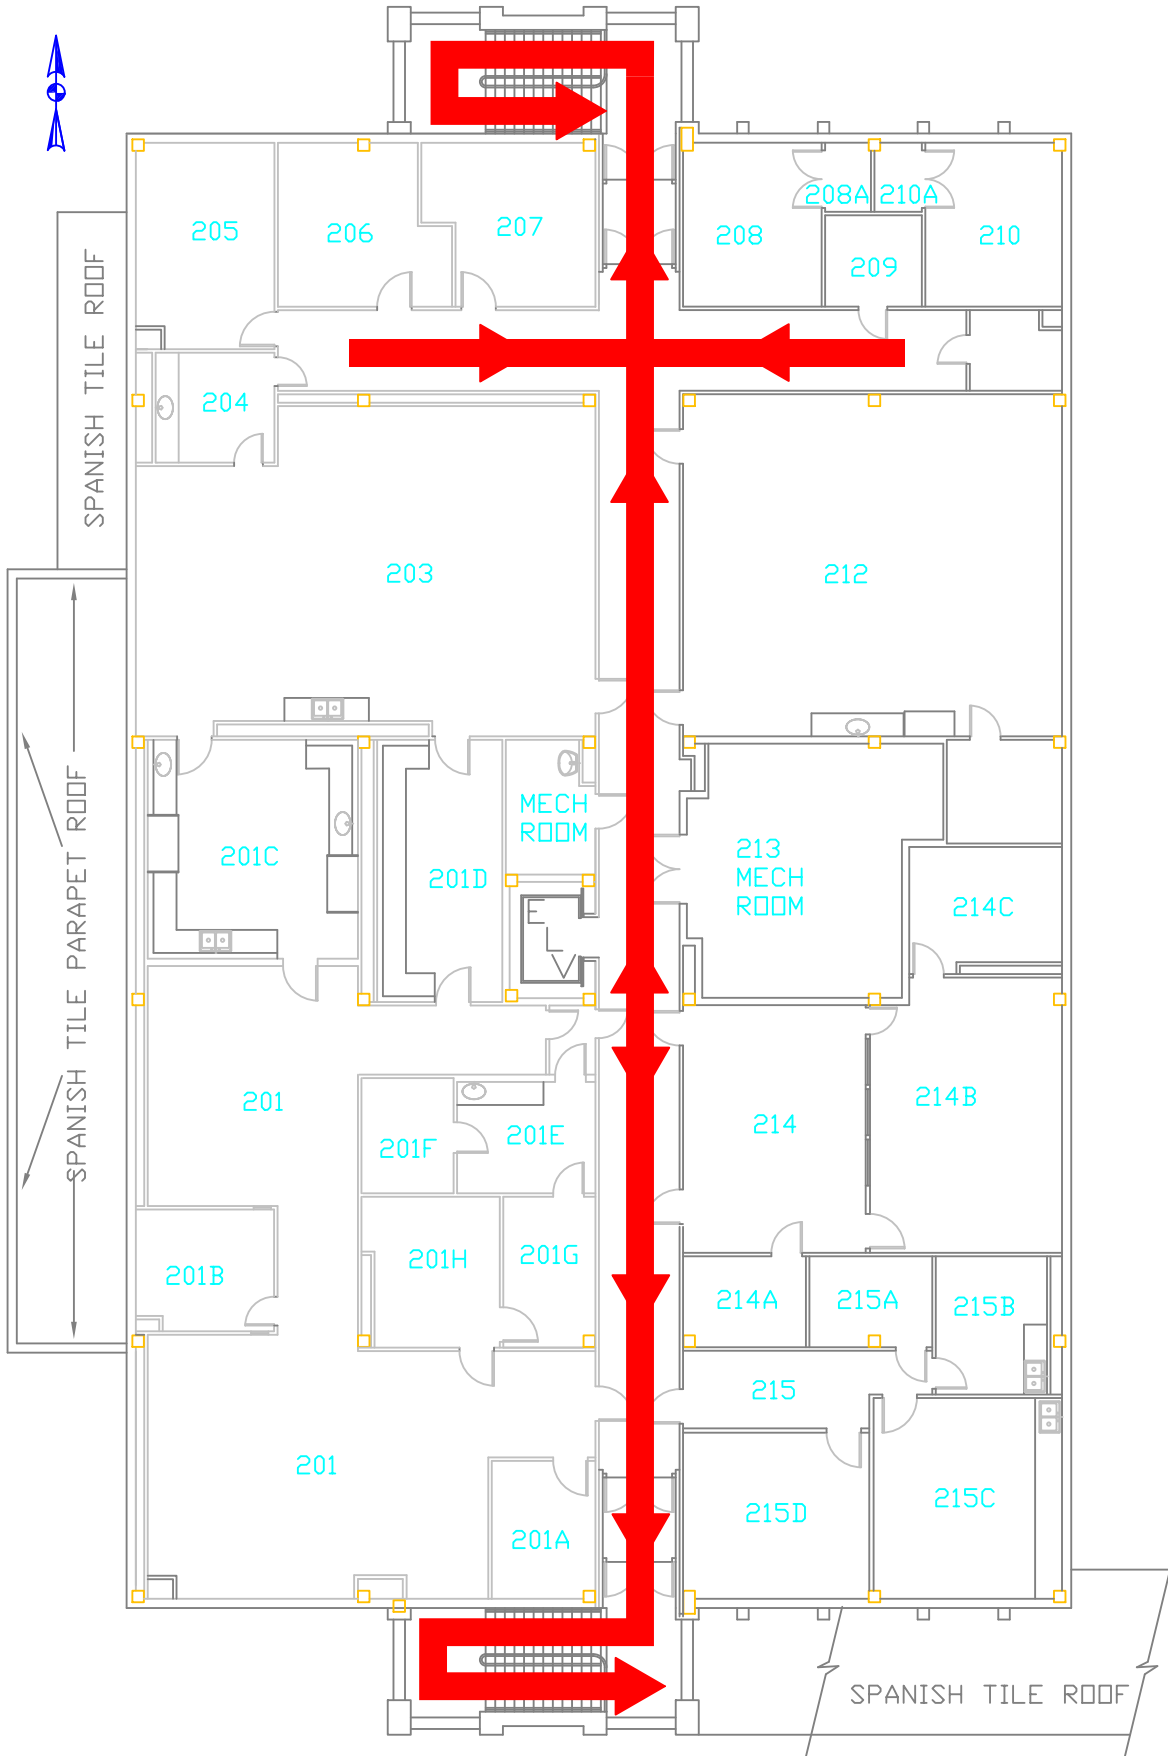 205
206
207
208
208A
210A
209
210
SPANISH TILE ROOF
204
203
212
SPANISH TILE PARAPET ROOF
201C
201D
MECH
ROOM
ELV
213
MECH
ROOM
214C
201
201F
201E
214
214B
201B
201H
201G
214A
215A
215B
215
201
201A
215D
215C
SPANISH TILE ROOF